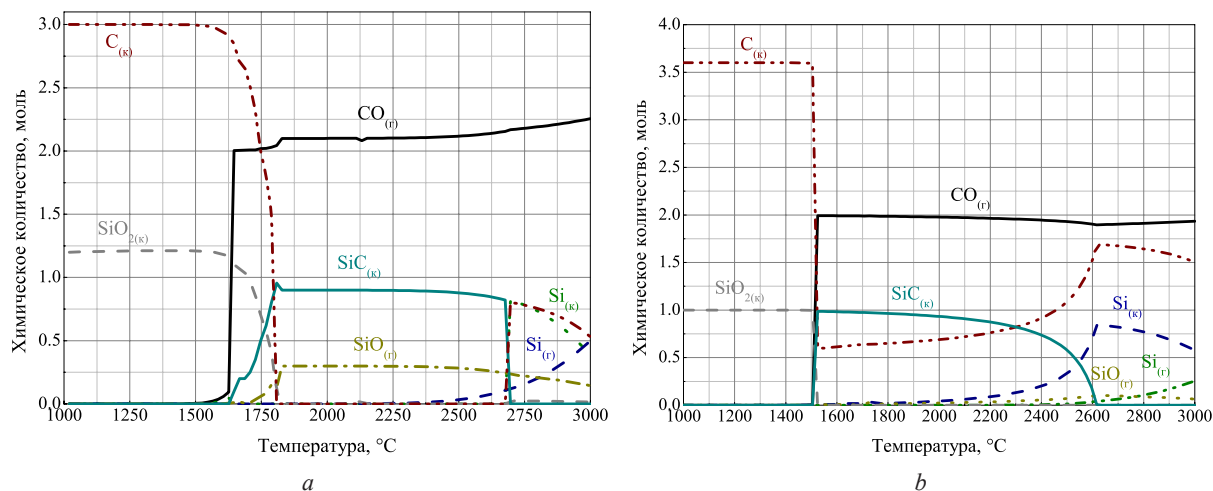 Химическое количество, моль
3.0
2.5
2.0
1.5
1.0
0.5
0.0
C(к)
CO(г)
SiO2(к)
SiC(к)
SiO(г)
Si(к)
Si(г)
1000 1250 1500 1750 2000 2250 2500 2750 3000
Температура, °C
а
Химическое количество, моль
4.0
3.5
3.0
2.5
2.0
1.5
1.0
0.5
0.0
C(к)
CO(г)
SiO2(к)
SiC(к)
Si(к)
SiO(г)
Si(г)
1000 1200 1400 1600 1800 2000 2200 2400 2600 2800 3000
Температура, °C
b